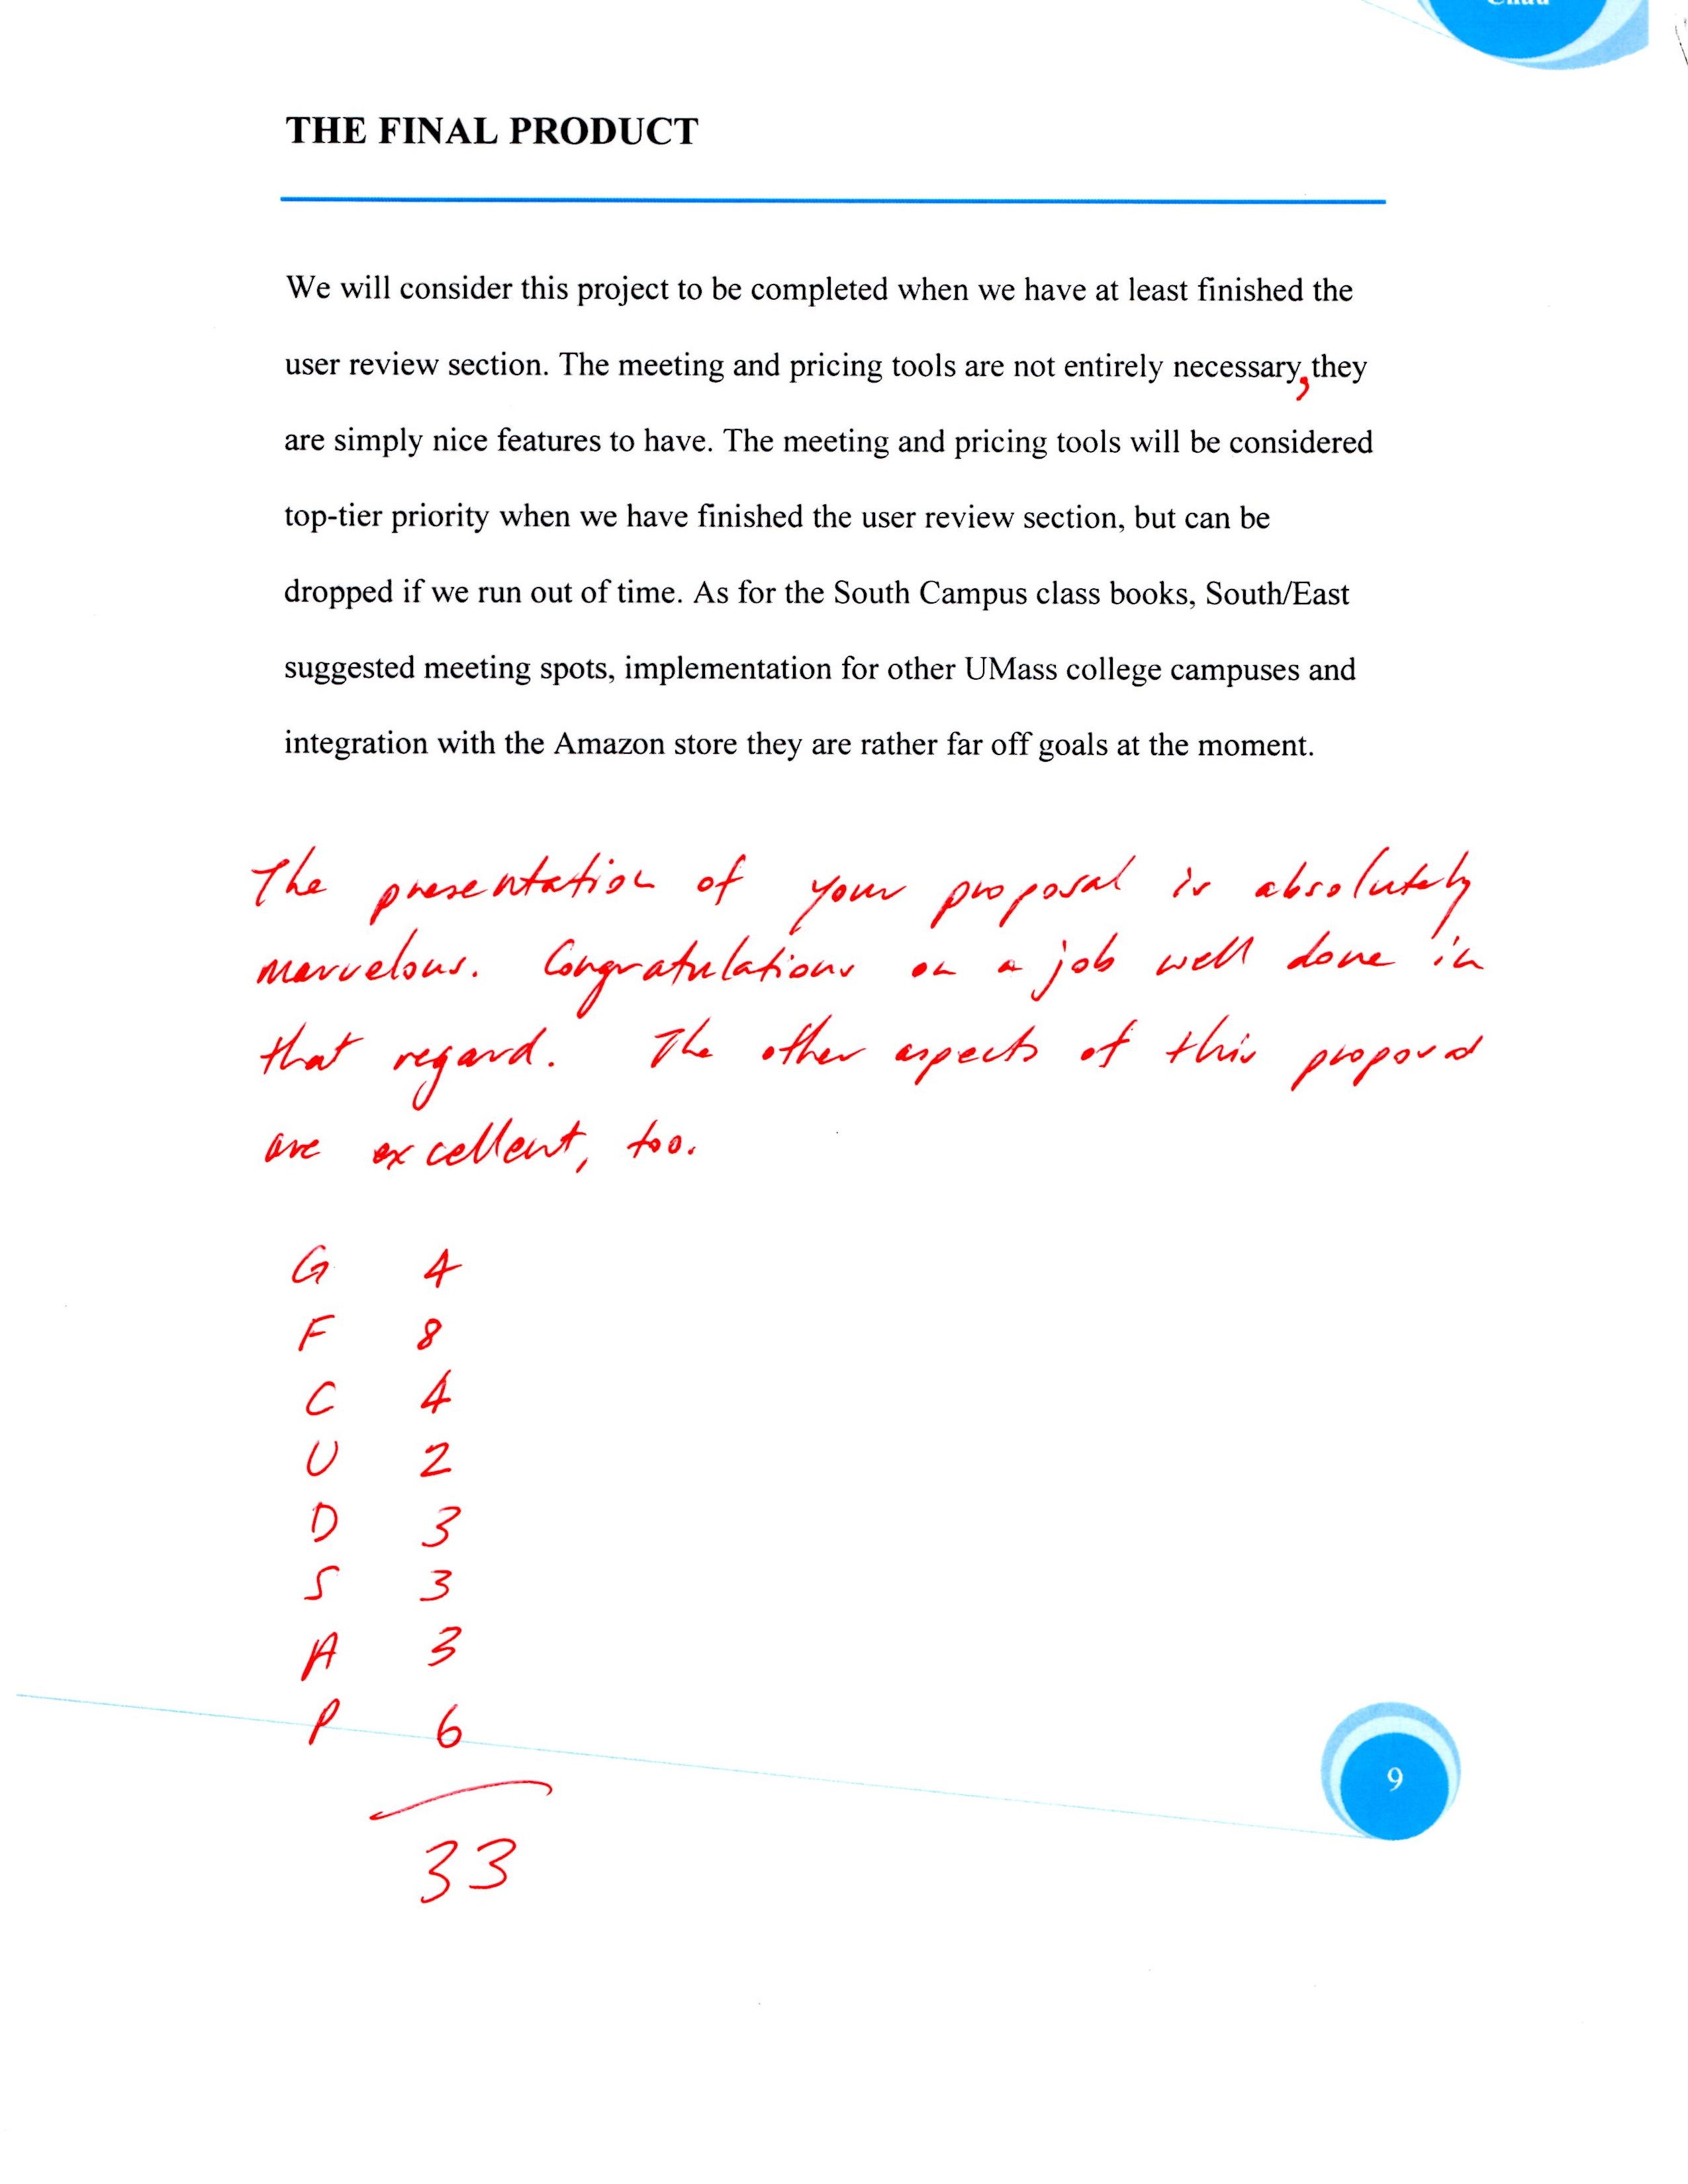 THE FINAL PRODUCT
We will consider this project to be completed when we have at least finished the
user review section. The meeting and pricing tools are not entirely necessary, they
are simply nice features to have. The meeting and pricing tools will be considered
top-tier priority when we have finished the user review section, but can be
dropped if we run out of time. As for the South Campus class books, South/East
suggested meeting spots, implementation for other UMass college campuses and
integration with the Amazon store they are rather far off goals at the moment.
The presentation of your proposal is absolutely
marvelous. Congratulations on a job well done in
that regard. The other aspects of this proposal
are excellent, too.
G 4
F 8
C 4
U 2
D 3
S 3
A 3
P 6
9
33